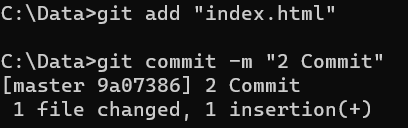 C:\Data>git add "index.html"
C:\Data>git commit -m "2 Commit"
[master 9a07386] 2 Commit
 1 file changed, 1 insertion(+)